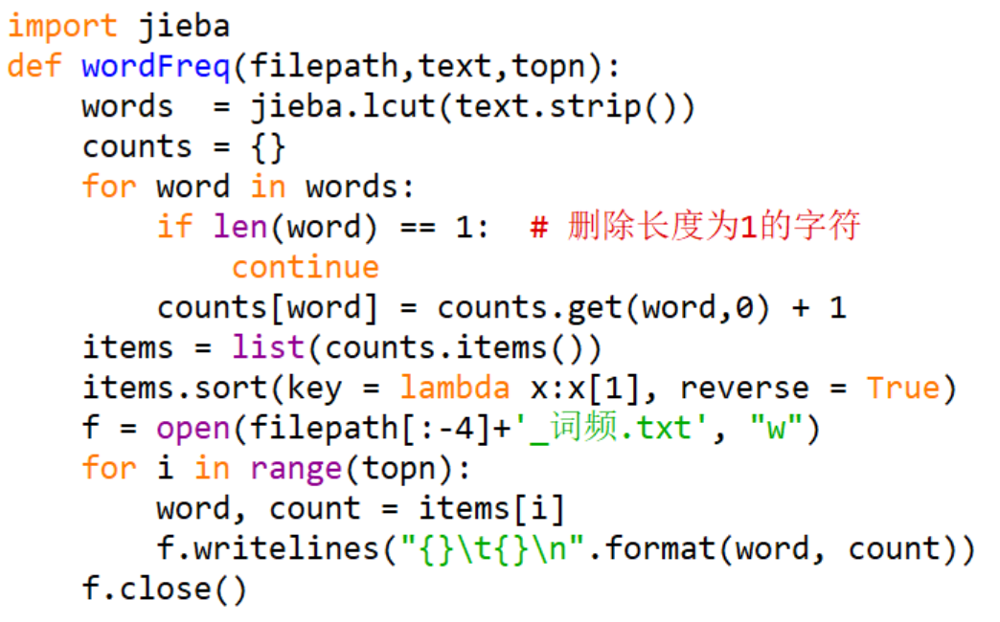 import jieba
def wordFreq(filepath,text,topn):
    words  = jieba.lcut(text.strip())
    counts = {}
    for word in words:
        if len(word) == 1:  # 删除长度为1的字符
            continue
        counts[word] = counts.get(word,0) + 1
    items = list(counts.items())
    items.sort(key = lambda x:x[1], reverse = True)
    f = open(filepath[:-4]+'_词频.txt', "w")
    for i in range(topn):
        word, count = items[i]
        f.writelines("{}\t{}\n".format(word, count))
    f.close()